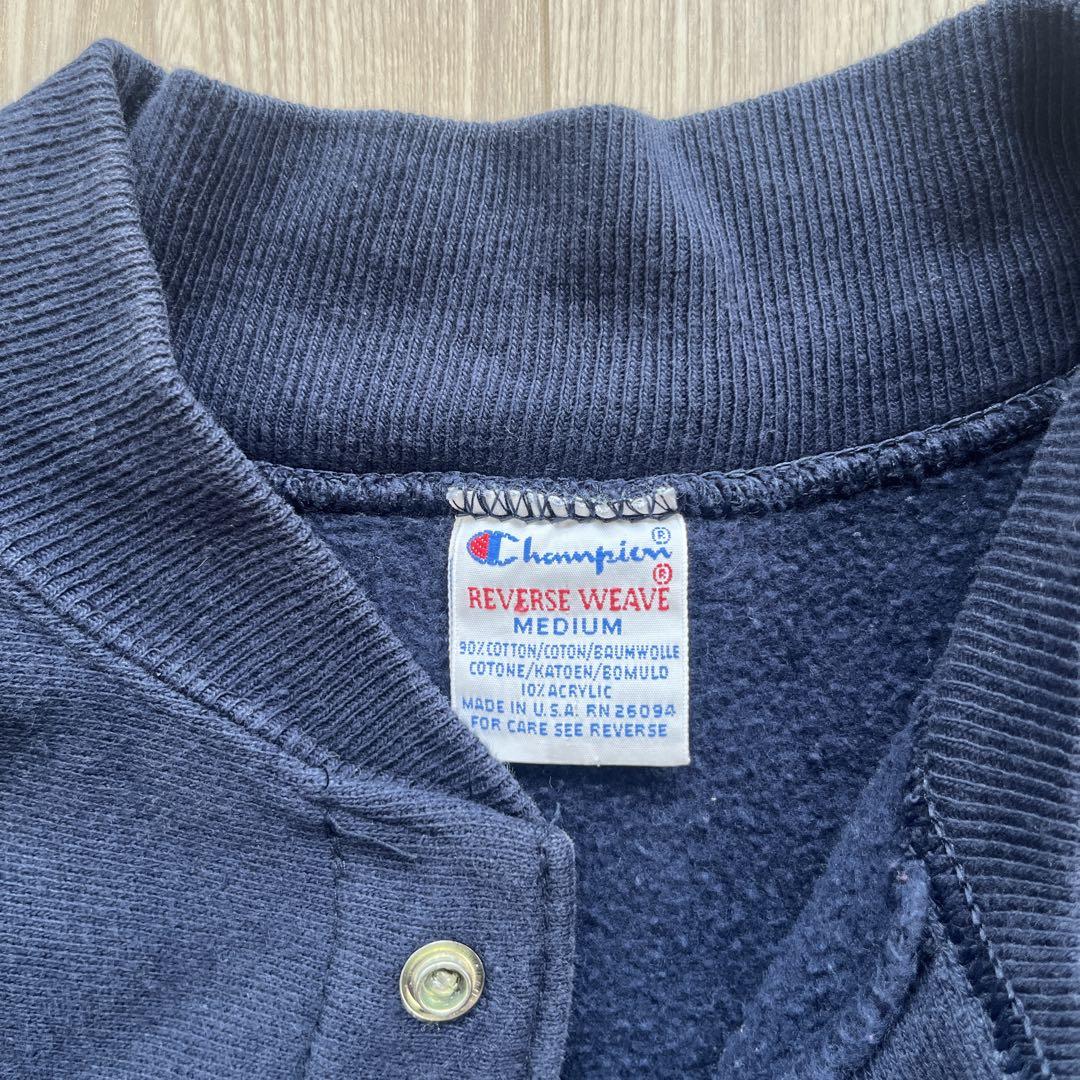 Champion®
REVERSE WEAVE®
MEDIUM
90% COTTON/COTON/BAUMWOLLE
COTONE/KATOEN/BOMULD
10% ACRYLIC
MADE IN U.S.A. RN 26094
FOR CARE SEE REVERSE